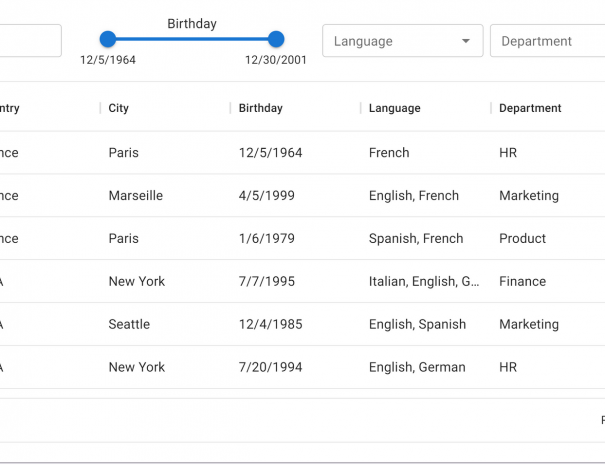 Birthday
Language Department
12/5/1964 12/30/2001
ntry City Birthday Language Department
nce Paris 12/5/1964 French HR
nce Marseille 4/5/1999 English, French Marketing
nce Paris 1/6/1979 Spanish, French Product
A New York 7/7/1995 Italian, English, G... Finance
A Seattle 12/4/1985 English, Spanish Marketing
A New York 7/20/1994 English, German HR